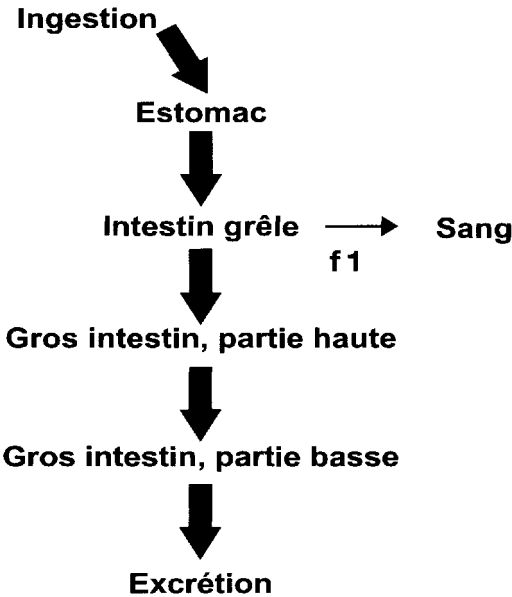 Ingestion
Estomac
Intestin grêle
Sang
f1
Gros intestin, partie haute
Gros intestin, partie basse
Excrétion